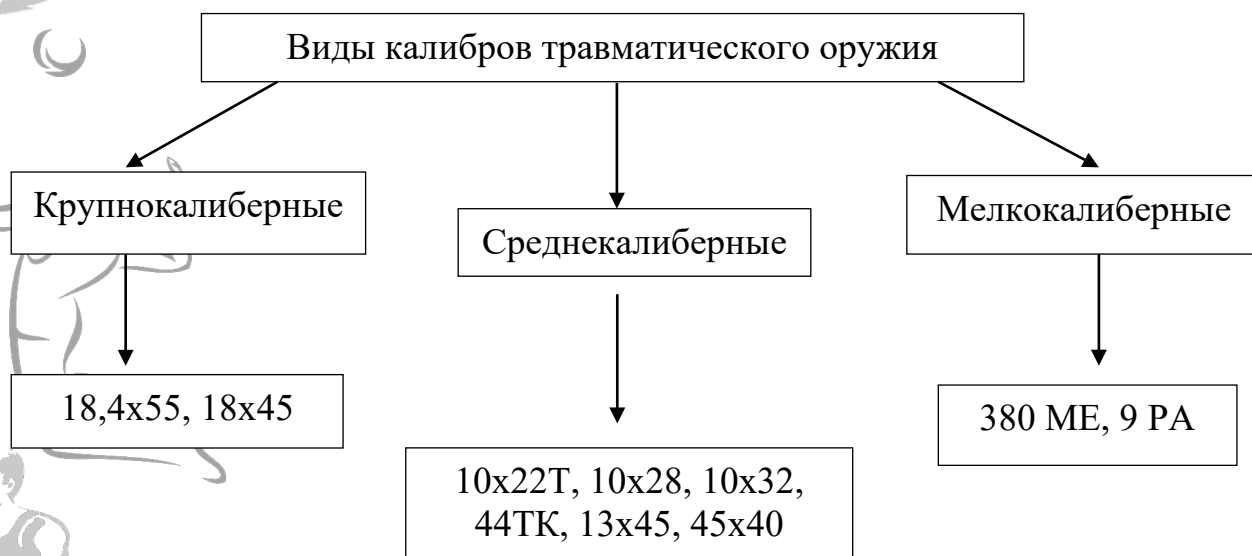 Виды калибров травматического оружия
Крупнокалиберные
Среднекалиберные
Мелкокалиберные
18,4х55, 18х45
10х22Т, 10х28, 10х32,
44ТК, 13х45, 45х40
380 МЕ, 9 РА